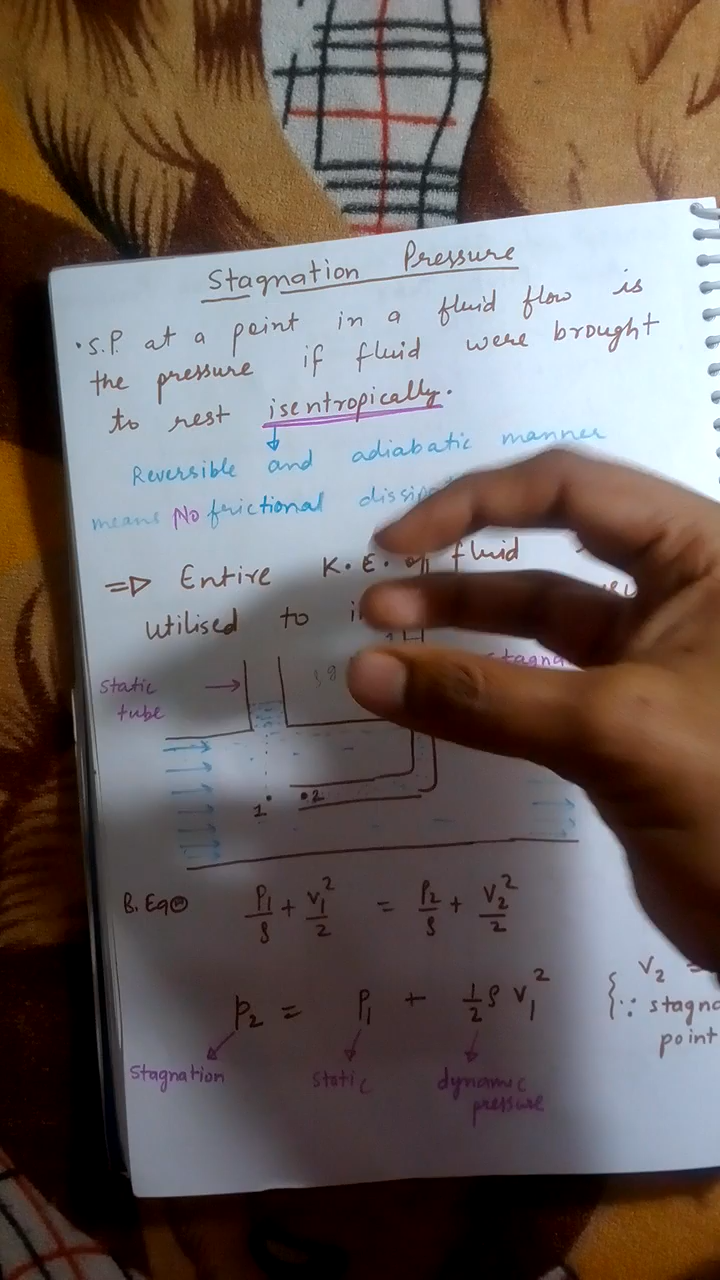 Stagnation Pressure
• S.P. at a point in a fluid flow is
the pressure if fluid were brought
to rest isentropically.
Reversible and adiabatic manner
means No frictional
=> Entire K.E. of fluid
utilised to
static
tube
1 • • 2
B. Eqⓝ P₁/ρ + v₁²/2 = P₂/ρ + v₂²/2
p₂ = P₁ + 1/2 ρ v₁² { v₂ =
∵
Stagnation static dynamic point
pressure